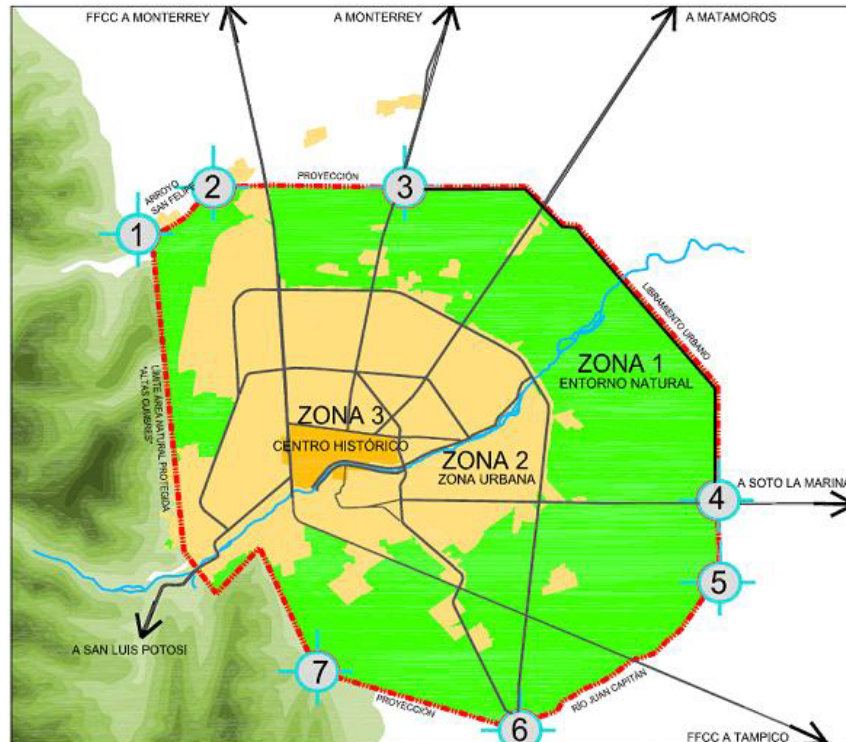 FFCC A MONTERREY
A MONTERREY
A MATAMOROS
ARROYO
SAN FELIPE
PROYECCIÓN
1
2
3
LIBRAMIENTO URBANO
ZONA 1
ENTORNO NATURAL
LÍMITE ÁREA NATURAL PROTEGIDA
"ALTAS CUMBRES"
ZONA 3
CENTRO HISTÓRICO
ZONA 2
ZONA URBANA
4
A SOTO LA MARINA
5
A SAN LUIS POTOSI
7
PROYECCIÓN
RÍO JUAN CAPITÁN
6
FFCC A TAMPICO